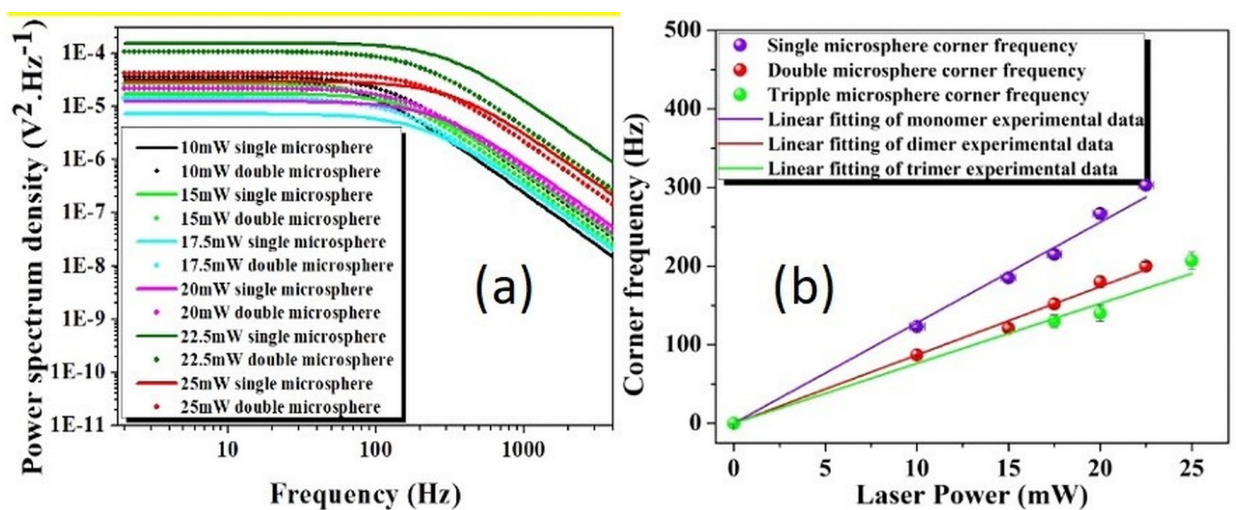 Power spectrum density (V².Hz⁻¹)
1E-4
1E-5
1E-6
1E-7
1E-8
1E-9
1E-10
1E-11
10mW single microsphere
10mW double microsphere
15mW single microsphere
15mW double microsphere
17.5mW single microsphere
17.5mW double microsphere
20mW single microsphere
20mW double microsphere
22.5mW single microsphere
22.5mW double microsphere
25mW single microsphere
25mW double microsphere
(a)
10 100 1000
Frequency (Hz)
Corner frequency (Hz)
500
400
300
200
100
0
Single microsphere corner frequency
Double microsphere corner frequency
Tripple microsphere corner frequency
Linear fitting of monomer experimental data
Linear fitting of dimer experimental data
Linear fitting of trimer experimental data
(b)
0 5 10 15 20 25
Laser Power (mW)